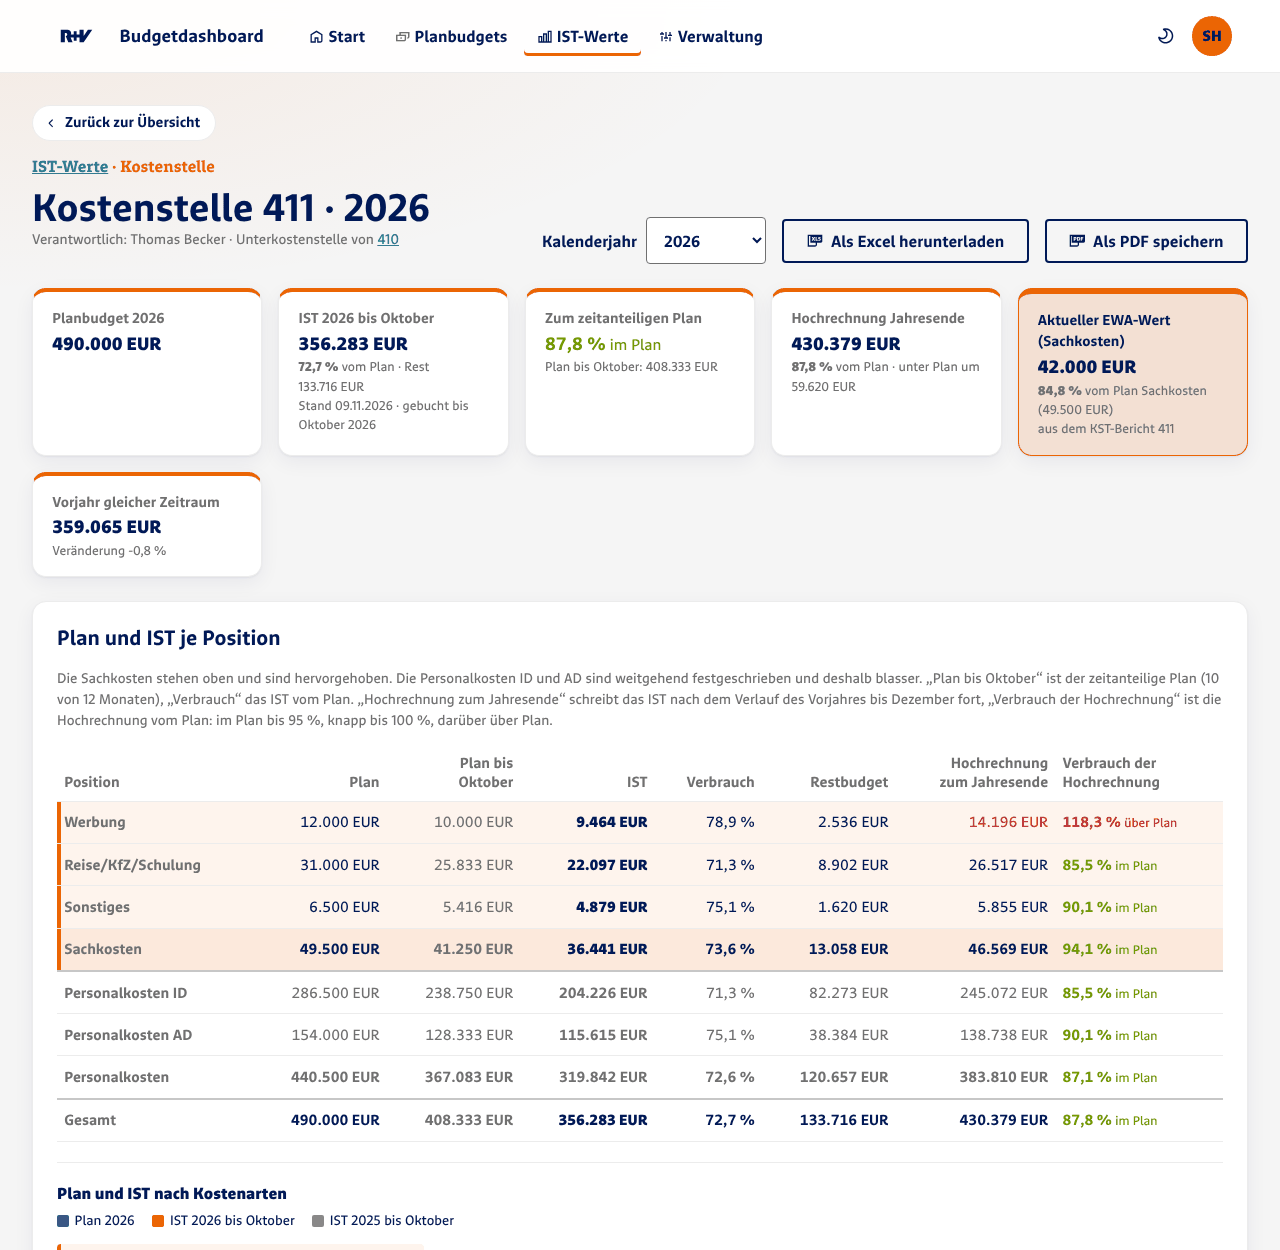 R+V Budgetdashboard Start Planbudgets IST-Werte Verwaltung SH
Zurück zur Übersicht
IST-Werte · Kostenstelle
Kostenstelle 411 · 2026
Verantwortlich: Thomas Becker · Unterkostenstelle von 410
Kalenderjahr 2026 XLS Als Excel herunterladen PDF Als PDF speichern
Planbudget 2026
490.000 EUR
IST 2026 bis Oktober
356.283 EUR
72,7 % vom Plan · Rest
133.716 EUR
Stand 09.11.2026 · gebucht bis
Oktober 2026
Zum zeitanteiligen Plan
87,8 % im Plan
Plan bis Oktober: 408.333 EUR
Hochrechnung Jahresende
430.379 EUR
87,8 % vom Plan · unter Plan um
59.620 EUR
Aktueller EWA-Wert
(Sachkosten)
42.000 EUR
84,8 % vom Plan Sachkosten
(49.500 EUR)
aus dem KST-Bericht 411
Vorjahr gleicher Zeitraum
359.065 EUR
Veränderung -0,8 %
Plan und IST je Position
Die Sachkosten stehen oben und sind hervorgehoben. Die Personalkosten ID und AD sind weitgehend festgeschrieben und deshalb blasser. „Plan bis Oktober“ ist der zeitanteilige Plan (10
von 12 Monaten), „Verbrauch“ das IST vom Plan. „Hochrechnung zum Jahresende“ schreibt das IST nach dem Verlauf des Vorjahres bis Dezember fort, „Verbrauch der Hochrechnung“ ist die
Hochrechnung vom Plan: im Plan bis 95 %, knapp bis 100 %, darüber über Plan.
Position Plan Plan bis Oktober IST Verbrauch Restbudget Hochrechnung zum Jahresende Verbrauch der Hochrechnung
Werbung 12.000 EUR 10.000 EUR 9.464 EUR 78,9 % 2.536 EUR 14.196 EUR 118,3 % über Plan
Reise/KfZ/Schulung 31.000 EUR 25.833 EUR 22.097 EUR 71,3 % 8.902 EUR 26.517 EUR 85,5 % im Plan
Sonstiges 6.500 EUR 5.416 EUR 4.879 EUR 75,1 % 1.620 EUR 5.855 EUR 90,1 % im Plan
Sachkosten 49.500 EUR 41.250 EUR 36.441 EUR 73,6 % 13.058 EUR 46.569 EUR 94,1 % im Plan
Personalkosten ID 286.500 EUR 238.750 EUR 204.226 EUR 71,3 % 82.273 EUR 245.072 EUR 85,5 % im Plan
Personalkosten AD 154.000 EUR 128.333 EUR 115.615 EUR 75,1 % 38.384 EUR 138.738 EUR 90,1 % im Plan
Personalkosten 440.500 EUR 367.083 EUR 319.842 EUR 72,6 % 120.657 EUR 383.810 EUR 87,1 % im Plan
Gesamt 490.000 EUR 408.333 EUR 356.283 EUR 72,7 % 133.716 EUR 430.379 EUR 87,8 % im Plan
Plan und IST nach Kostenarten
Plan 2026 IST 2026 bis Oktober IST 2025 bis Oktober